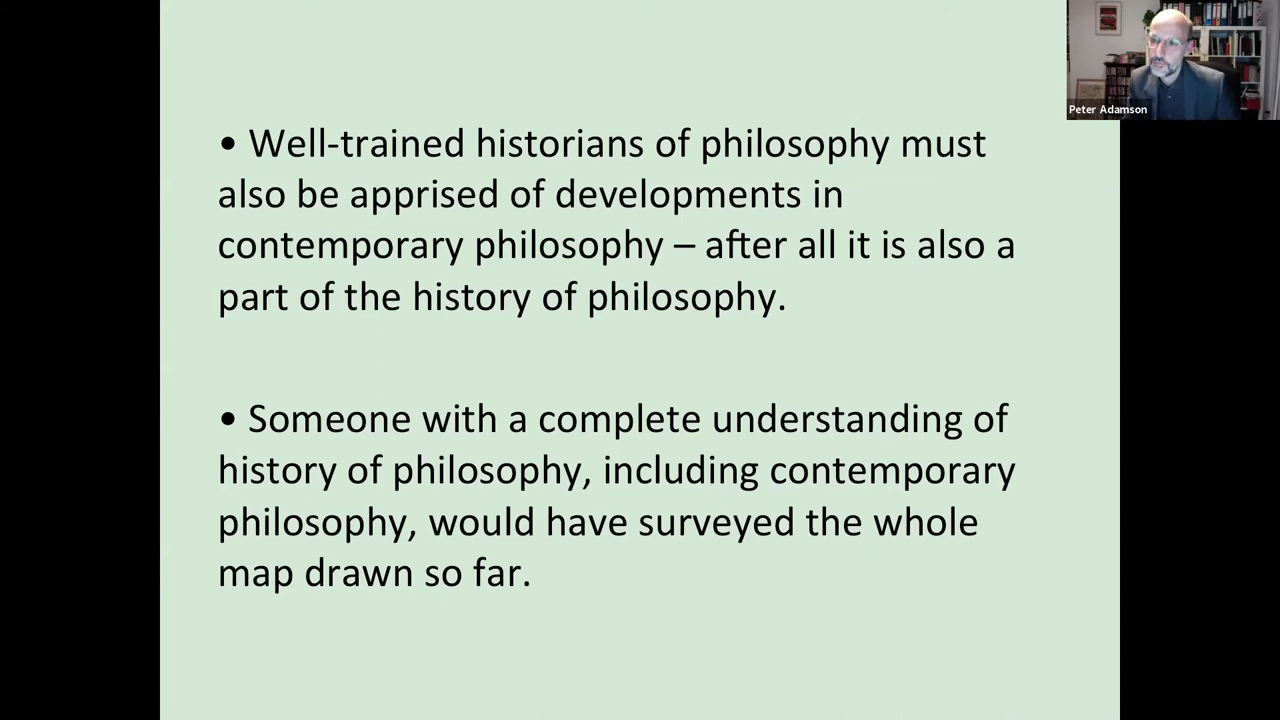 • Well-trained historians of philosophy must
also be apprised of developments in
contemporary philosophy – after all it is also a
part of the history of philosophy.
• Someone with a complete understanding of
history of philosophy, including contemporary
philosophy, would have surveyed the whole
map drawn so far.
Peter Adamson